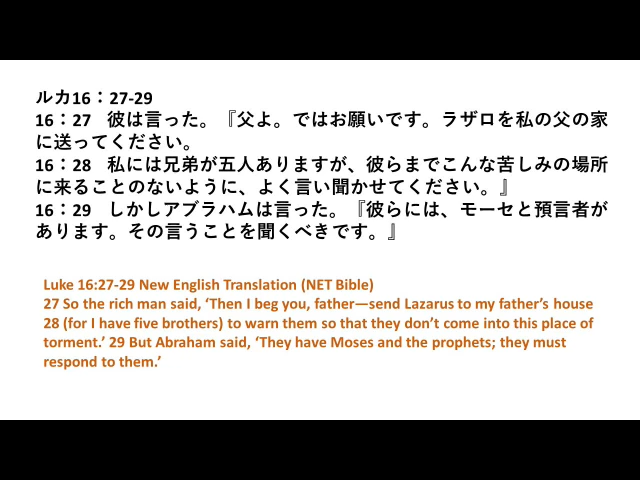 ルカ16：27-29
16：27　彼は言った。『父よ。ではお願いです。ラザロを私の父の家
に送ってください。
16：28　私には兄弟が五人ありますが、彼らまでこんな苦しみの場所
に来ることのないように、よく言い聞かせてください。』
16：29　しかしアブラハムは言った。『彼らには、モーセと預言者が
あります。その言うことを聞くべきです。』
Luke 16:27-29 New English Translation (NET Bible)
27 So the rich man said, ‘Then I beg you, father—send Lazarus to my father’s house
28 (for I have five brothers) to warn them so that they don’t come into this place of
torment.’ 29 But Abraham said, ‘They have Moses and the prophets; they must
respond to them.’